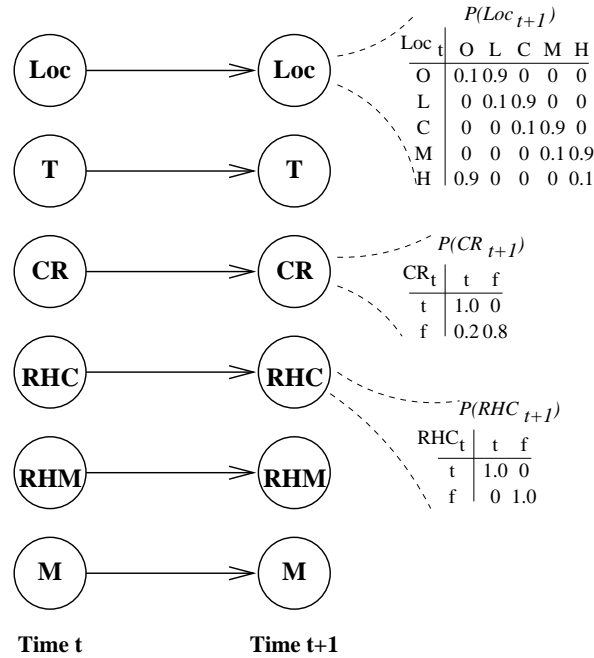 P(Loc t+1)
Loc t O L C M H
O 0.1 0.9 0 0 0
L 0 0.1 0.9 0 0
C 0 0 0.1 0.9 0
M 0 0 0 0.1 0.9
H 0.9 0 0 0 0.1
Loc Loc
T T
P(CR t+1)
CR t t f
t 1.0 0
f 0.2 0.8
CR CR
P(RHC t+1)
RHC t t f
t 1.0 0
f 0 1.0
RHC RHC
RHM RHM
M M
Time t Time t+1